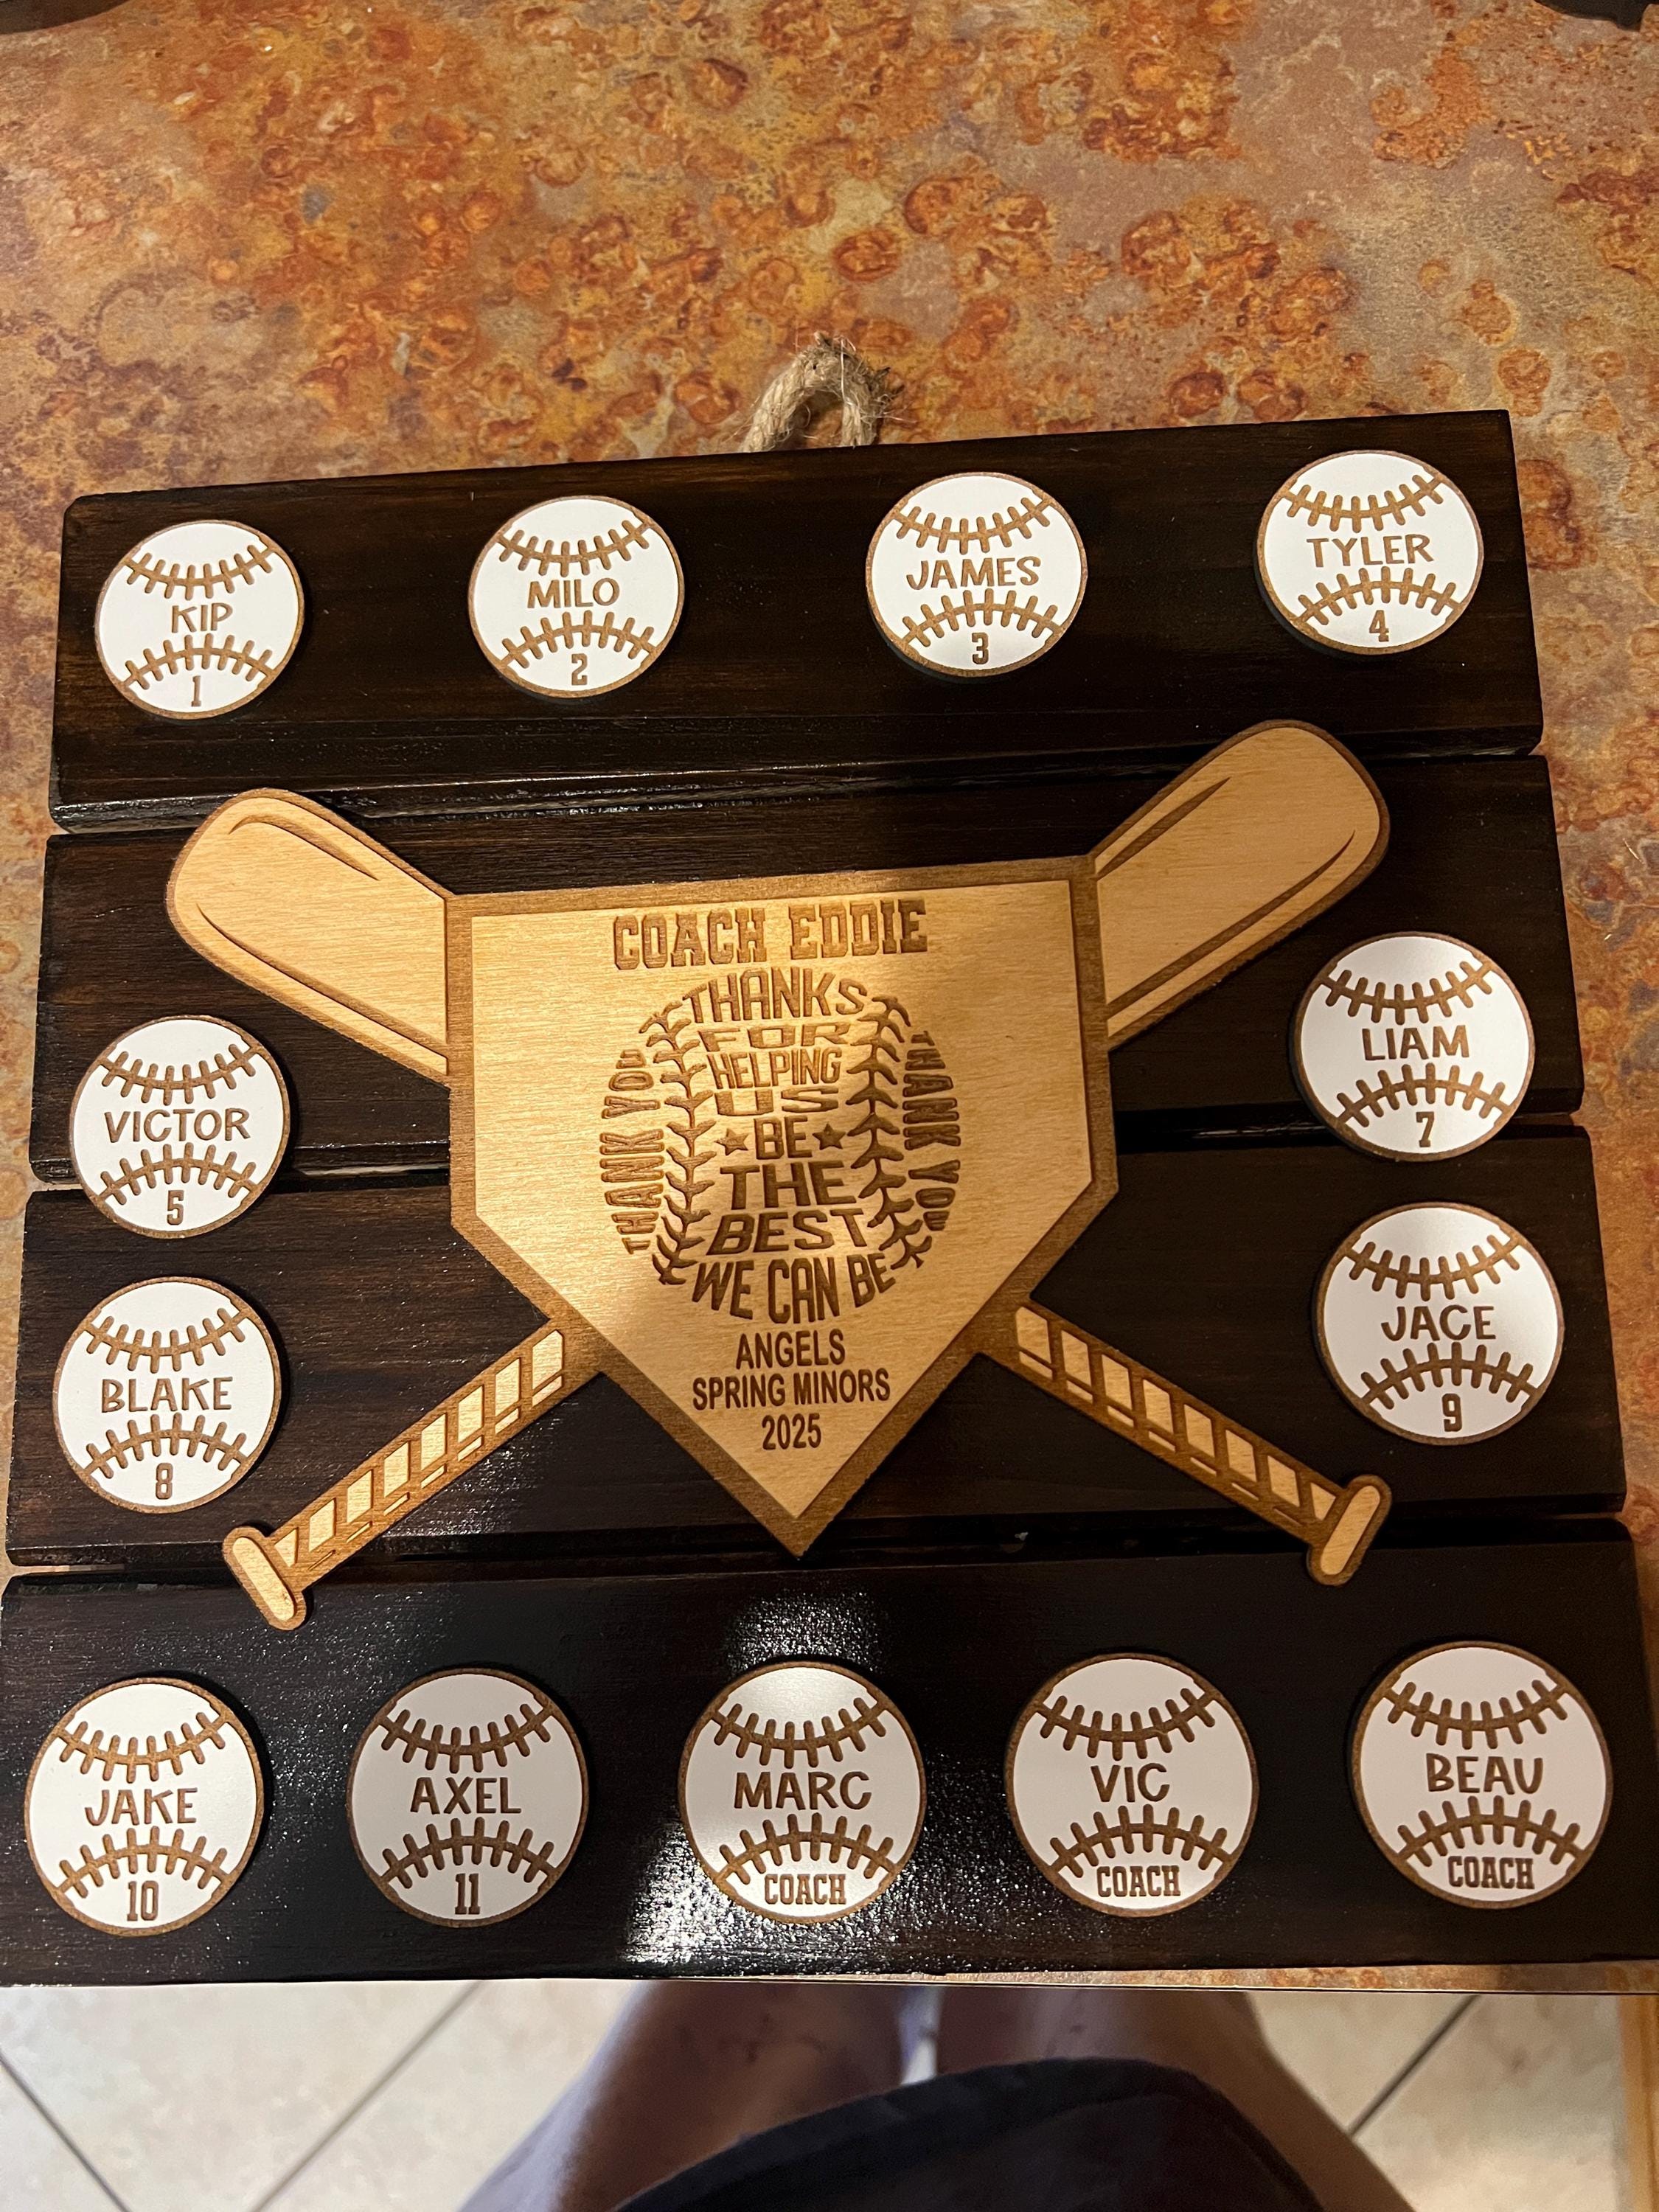 KIP
1
MILO
2
JAMES
3
TYLER
4
COACH EDDIE
THANKS
FOR
HELPING
US
BE
THE
BEST
WE CAN BE
THANK YOU
THANK YOU
ANGELS
SPRING MINORS
2025
VICTOR
5
LIAM
7
BLAKE
8
JACE
9
JAKE
10
AXEL
11
MARC
COACH
VIC
COACH
BEAU
COACH